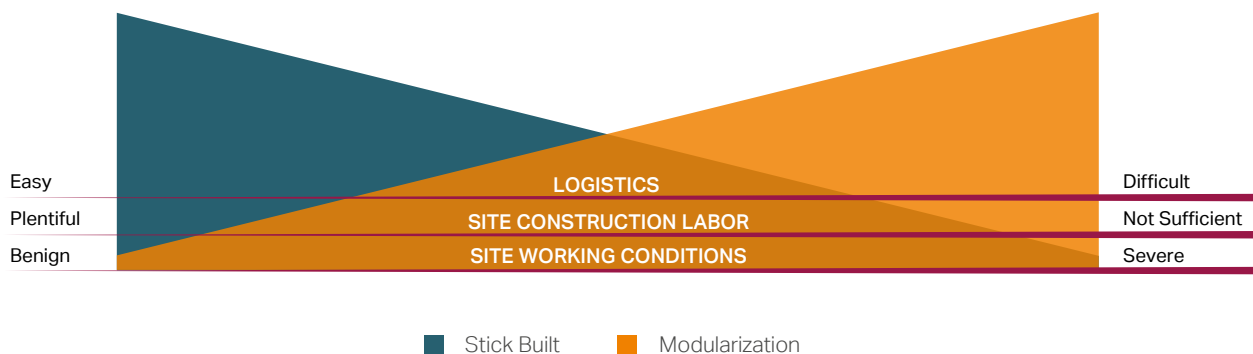 Easy LOGISTICS Difficult
Plentiful SITE CONSTRUCTION LABOR Not Sufficient
Benign SITE WORKING CONDITIONS Severe
Stick Built Modularization